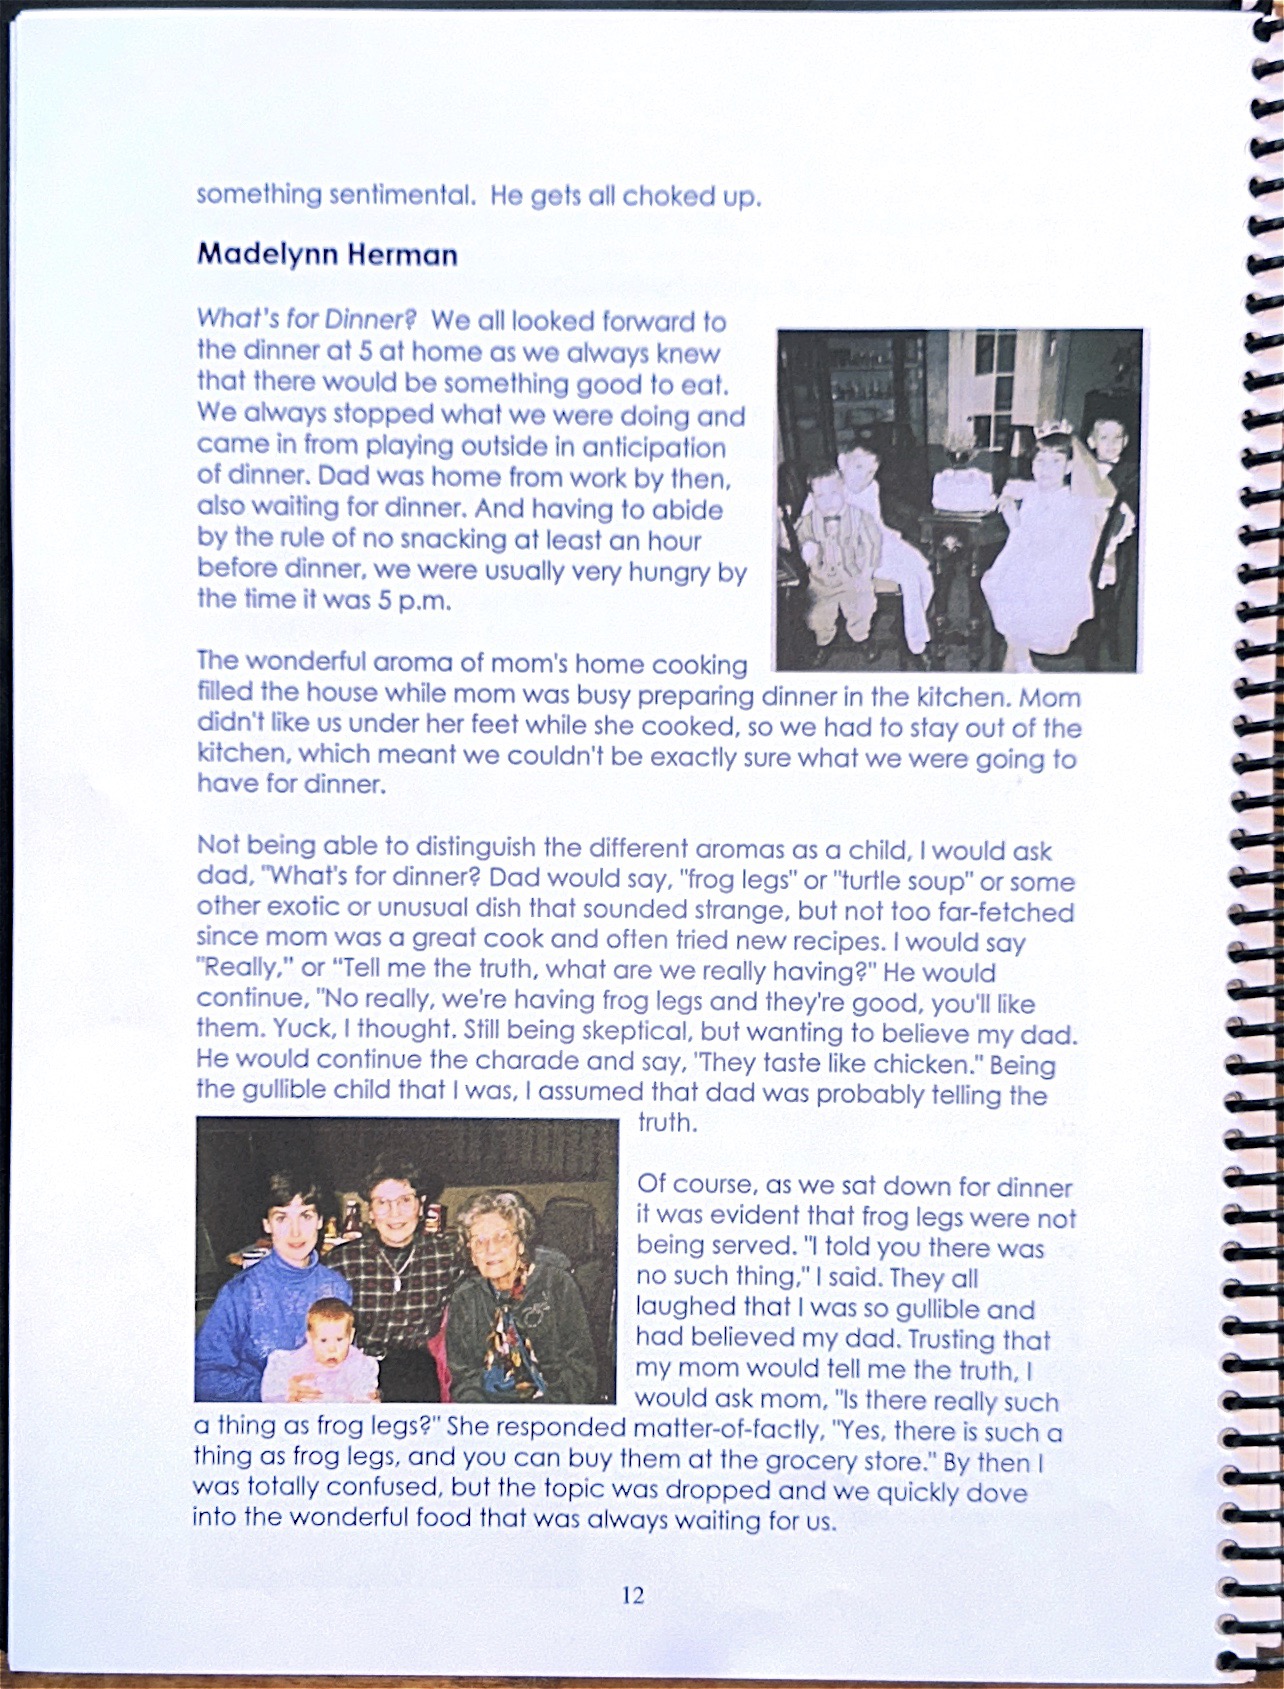 something sentimental.  He gets all choked up.
Madelynn Herman
What's for Dinner?  We all looked forward to
the dinner at 5 at home as we always knew
that there would be something good to eat.
We always stopped what we were doing and
came in from playing outside in anticipation
of dinner. Dad was home from work by then,
also waiting for dinner. And having to abide
by the rule of no snacking at least an hour
before dinner, we were usually very hungry by
the time it was 5 p.m.
The wonderful aroma of mom's home cooking
filled the house while mom was busy preparing dinner in the kitchen. Mom
didn't like us under her feet while she cooked, so we had to stay out of the
kitchen, which meant we couldn't be exactly sure what we were going to
have for dinner.
Not being able to distinguish the different aromas as a child, I would ask
dad, "What's for dinner? Dad would say, "frog legs" or "turtle soup" or some
other exotic or unusual dish that sounded strange, but not too far-fetched
since mom was a great cook and often tried new recipes. I would say
"Really," or "Tell me the truth, what are we really having?" He would
continue, "No really, we're having frog legs and they're good, you'll like
them. Yuck, I thought. Still being skeptical, but wanting to believe my dad.
He would continue the charade and say, "They taste like chicken." Being
the gullible child that I was, I assumed that dad was probably telling the
truth.
Of course, as we sat down for dinner
it was evident that frog legs were not
being served. "I told you there was
no such thing," I said. They all
laughed that I was so gullible and
had believed my dad. Trusting that
my mom would tell me the truth, I
would ask mom, "Is there really such
a thing as frog legs?" She responded matter-of-factly, "Yes, there is such a
thing as frog legs, and you can buy them at the grocery store." By then I
was totally confused, but the topic was dropped and we quickly dove
into the wonderful food that was always waiting for us.
12